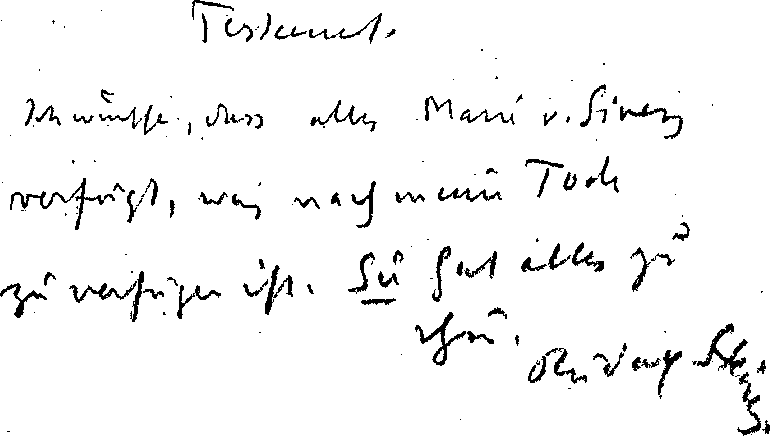 Testament.
Ich wünsche, dass alles Marie v. Sivers
verfügt, was nach meinem Tode
zu verfügen ist. Sie hat alles zu
thun.
Rudolf Steiner.